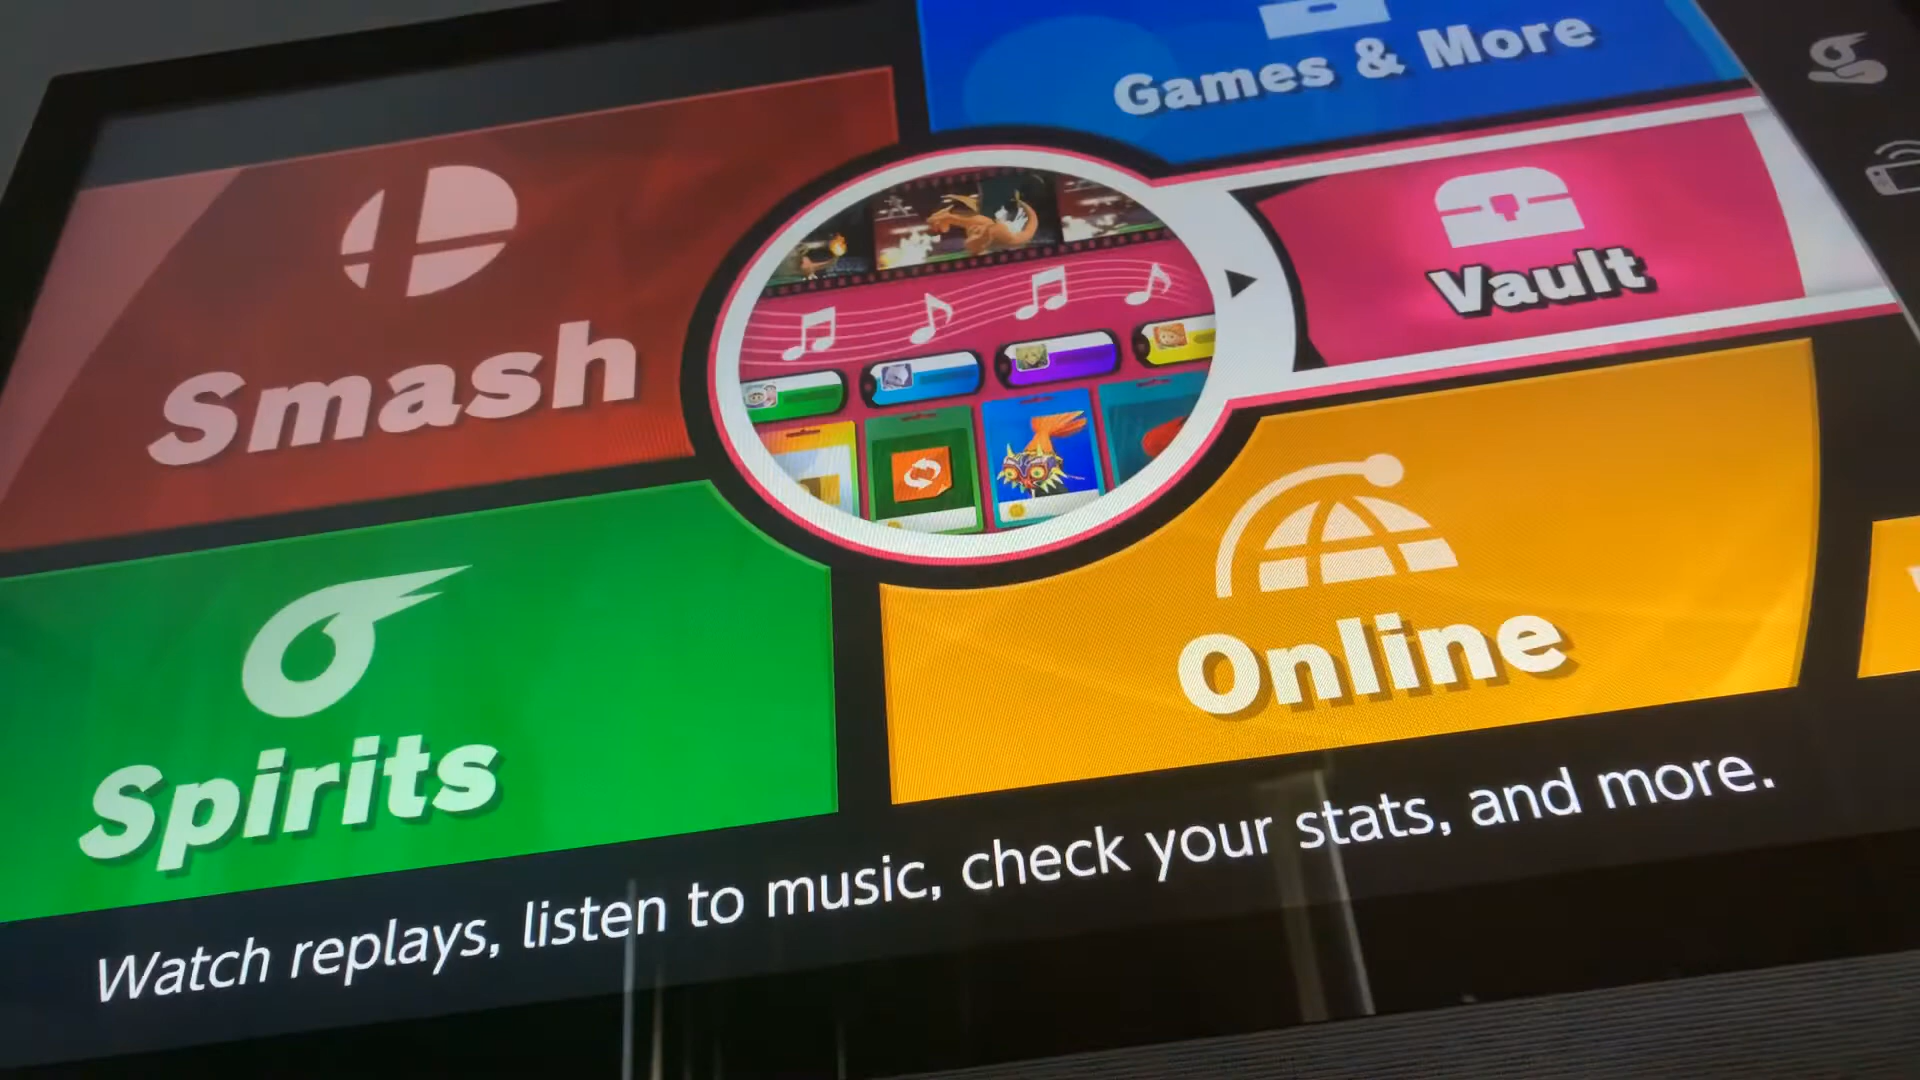 Games & More
Smash
Vault
Spirits
Online
Watch replays, listen to music, check your stats, and more.